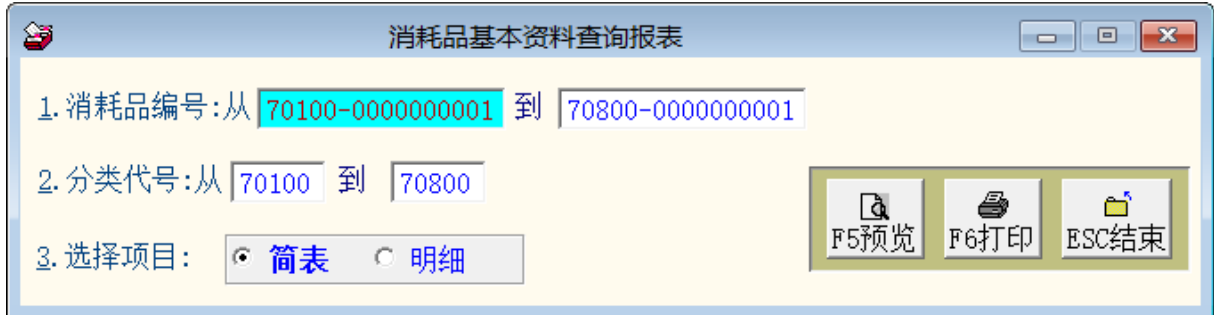 消耗品基本资料查询报表
1.消耗品编号:从 70100-0000000001 到 70800-0000000001
2.分类代号:从 70100 到 70800
3.选择项目: 简表 明细
F5预览 F6打印 ESC结束